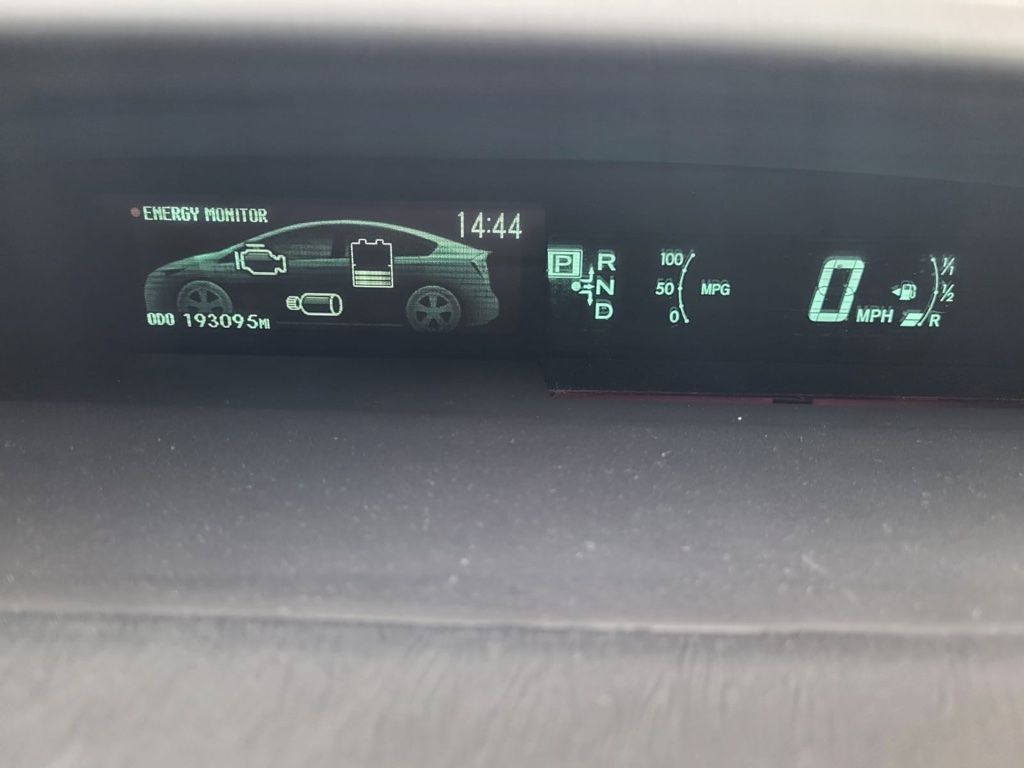 ENERGY MONITOR
14:44
ODO 193095MI
P
R
N
D
100
50
0
MPG
0
MPH
1/1
1/2
R